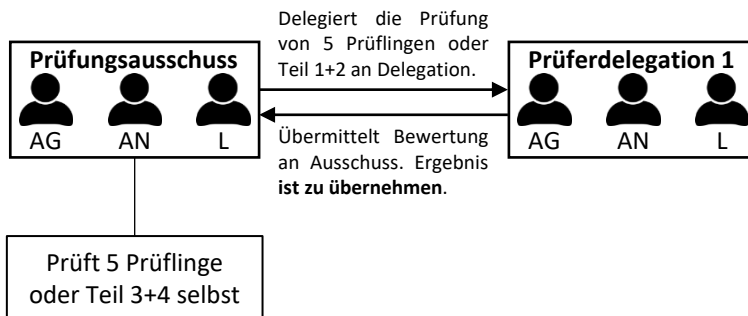 Delegiert die Prüfung
von 5 Prüflingen oder
Teil 1+2 an Delegation.
Prüfungsausschuss
AG AN L
Prüferdelegation 1
AG AN L
Übermittelt Bewertung
an Ausschuss. Ergebnis
ist zu übernehmen.
Prüft 5 Prüflinge
oder Teil 3+4 selbst